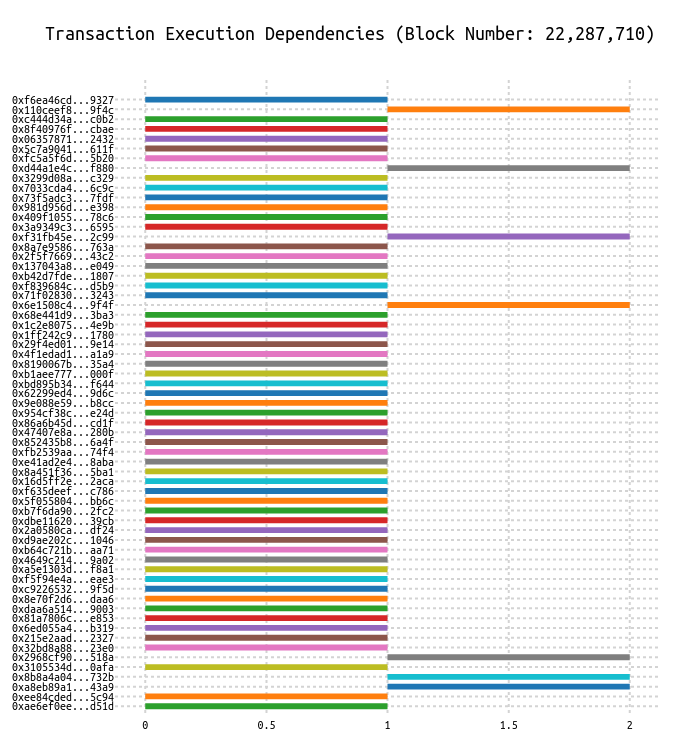 Transaction Execution Dependencies (Block Number: 22,287,710)
0xf6ea46cd...9327
0x110ceef8...9f4c
0xc444d34a...c0b2
0x8f40976f...cbae
0x06357871...2432
0x5c7a9041...611f
0xfc5a5f6d...5b20
0xd44a1e4c...f880
0x3299d08a...c329
0x7033cda4...6c9c
0x73f5adc3...7fdf
0x981d956d...e398
0x409f1055...78c6
0x3a9349c3...6595
0xf31fb45e...2c99
0x8a7e9586...763a
0x2f5f7669...43c2
0x137043a8...e049
0xb42d7fde...1807
0xf839684c...d5b9
0x71f02830...3243
0x6e1508c4...9f4f
0x68e441d9...3ba3
0x1c2e8075...4e9b
0x1ff242c9...1780
0x29f4ed01...9e14
0x4f1edad1...a1a9
0x8190067b...35a4
0xb1aee777...000f
0xbd895b34...f644
0x62299ed4...9d6c
0x9e088e59...b8cc
0x954cf38c...e24d
0x86a6b45d...cd1f
0x47407e8a...280b
0x852435b8...6a4f
0xfb2539aa...74f4
0xe41ad2e4...8aba
0x8a451f36...5ba1
0x16d5ff2e...2aca
0xf635deef...c786
0x5f055804...bb6c
0xb7f6da90...2fc2
0xdbe11620...39cb
0x2a0580ca...df24
0xd9ae202c...1046
0xb64c721b...aa71
0x4649c214...9a02
0xa5e1303d...f8a1
0xf5f94e4a...eae3
0xc9226532...9f5d
0x8e70f2d6...daa6
0xdaa6a514...9003
0x81a7806c...e853
0x6ed055a4...b319
0x215e2aad...2327
0x32bd8a88...23e0
0x2968cf90...518a
0x3105534d...0afa
0x8b8a4a04...732b
0xa8eb89a1...43a9
0xee84cded...5c94
0xae6ef0ee...d51d
0 0.5 1 1.5 2